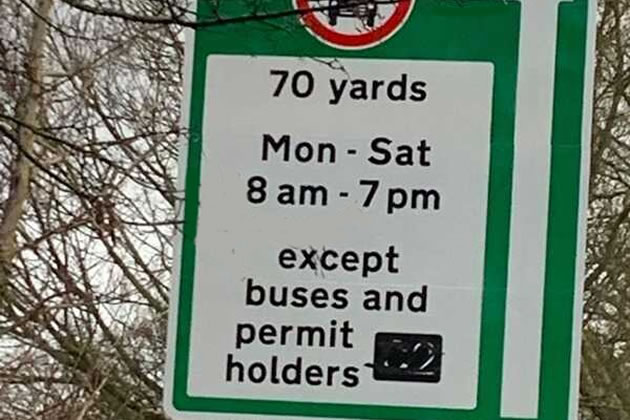 70 yards
Mon - Sat
8 am - 7 pm
except
buses and
permit
holders